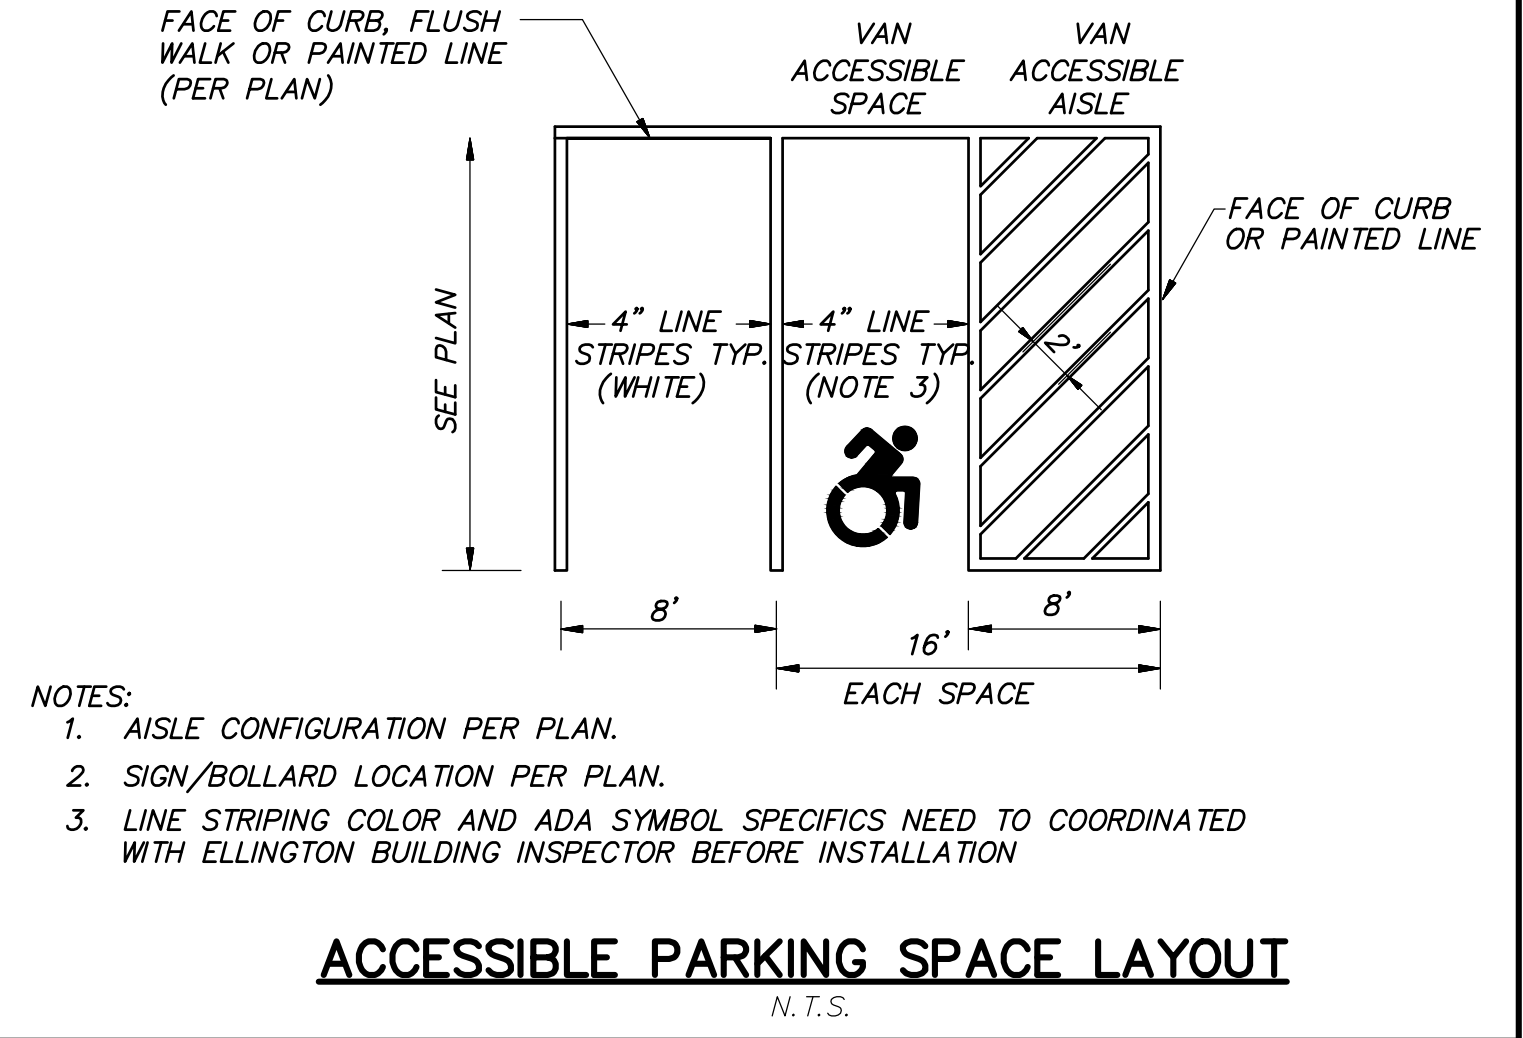 FACE OF CURB, FLUSH
WALK OR PAINTED LINE
(PER PLAN)
VAN
ACCESSIBLE
SPACE
VAN
ACCESSIBLE
AISLE
FACE OF CURB
OR PAINTED LINE
SEE PLAN
4" LINE
STRIPES TYP.
(WHITE)
4" LINE
STRIPES TYP.
(NOTE 3)
2'
8'
8'
16'
EACH SPACE
NOTES:
1. AISLE CONFIGURATION PER PLAN.
2. SIGN/BOLLARD LOCATION PER PLAN.
3. LINE STRIPING COLOR AND ADA SYMBOL SPECIFICS NEED TO COORDINATED
WITH ELLINGTON BUILDING INSPECTOR BEFORE INSTALLATION
ACCESSIBLE PARKING SPACE LAYOUT
N.T.S.